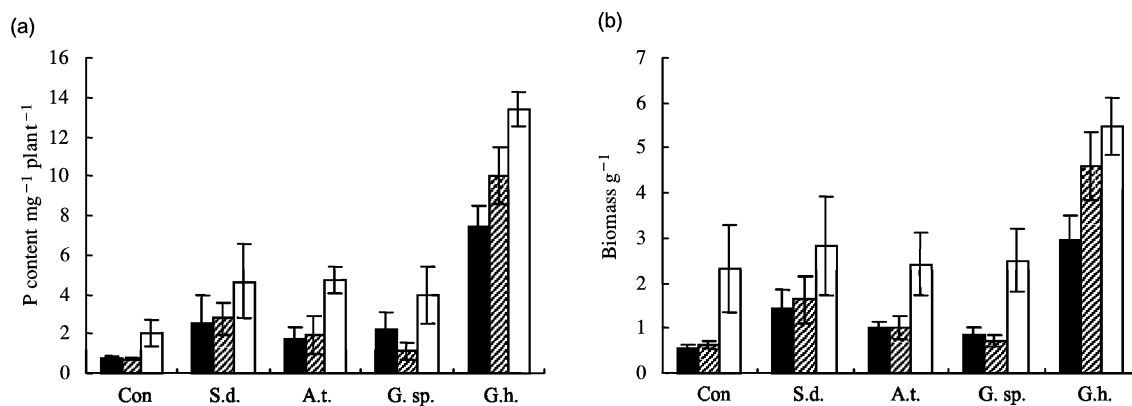 (a)
P content mg⁻¹ plant⁻¹
16
14
12
10
8
6
4
2
0
Con S.d. A.t. G. sp. G.h.
(b)
Biomass g⁻¹
7
6
5
4
3
2
1
0
Con S.d. A.t. G. sp. G.h.